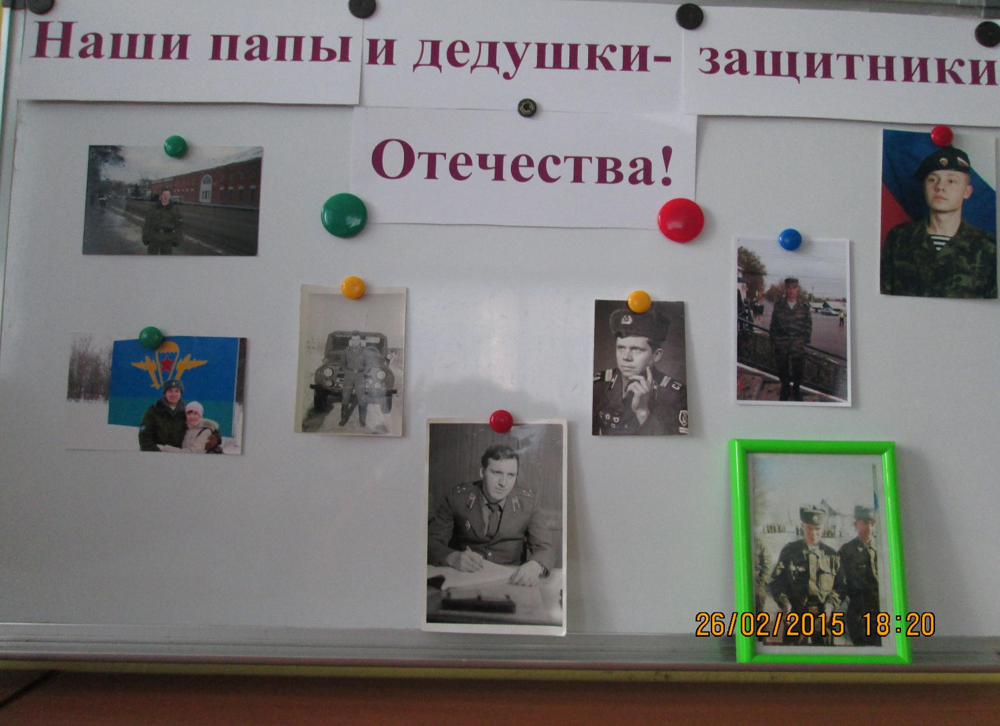 Наши папы и дедушки- защитники
Отечества!
26/02/2015 18:20